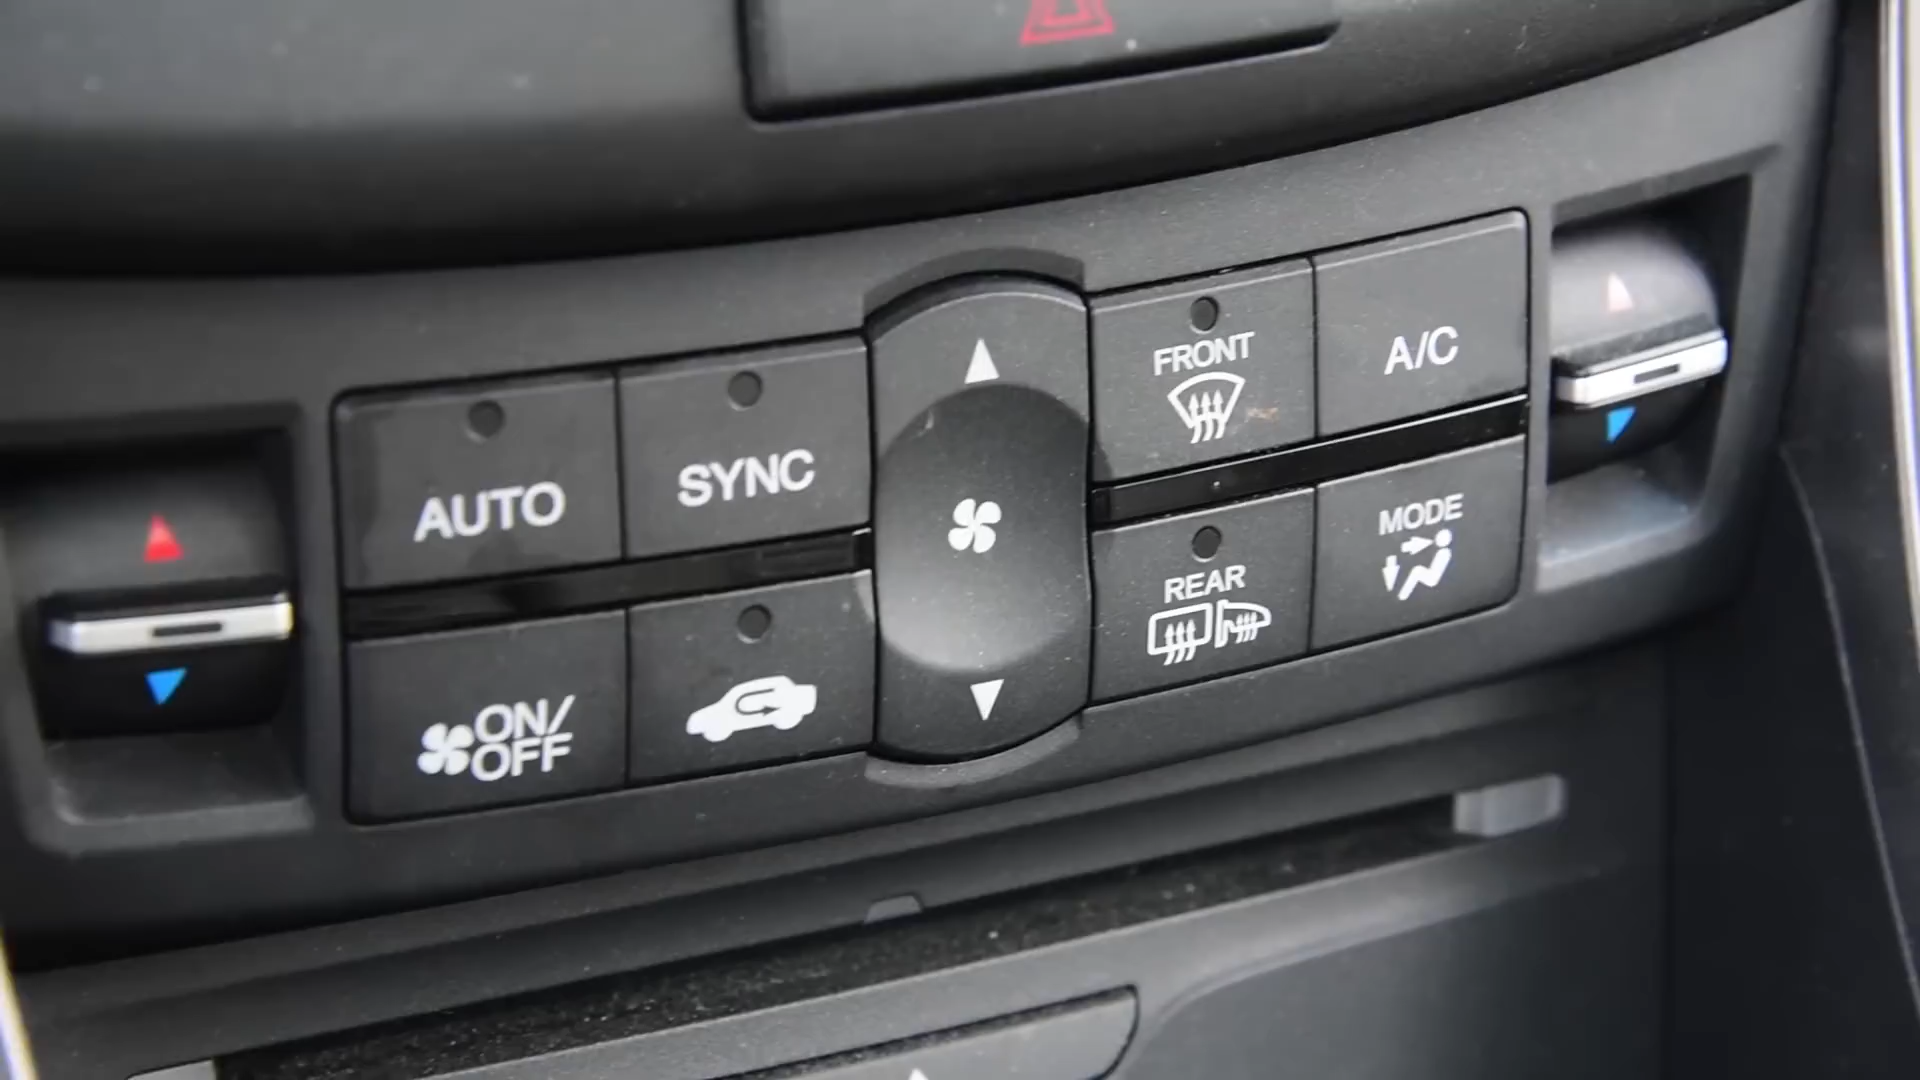 AUTO
SYNC
FRONT
A/C
ON/
OFF
REAR
MODE